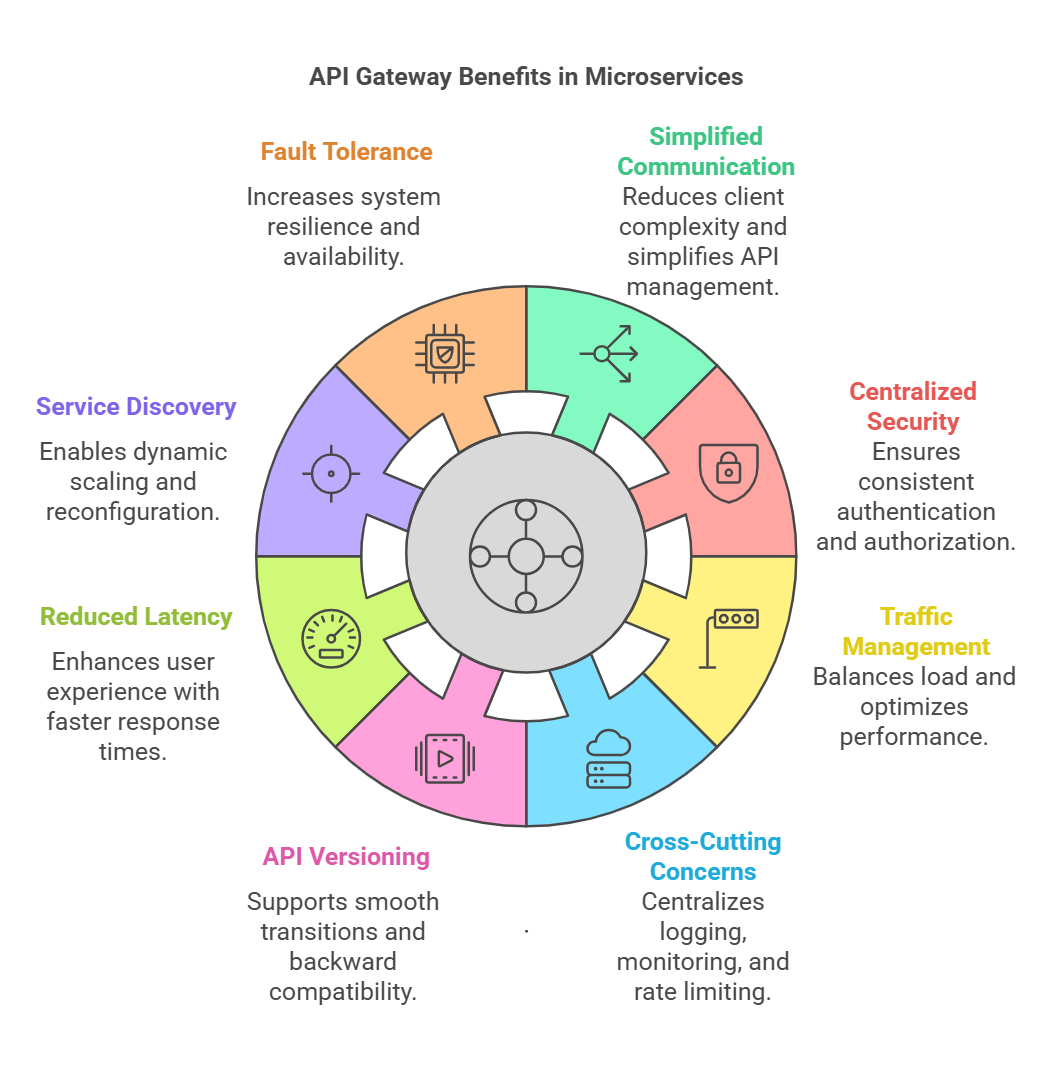 API Gateway Benefits in Microservices
Fault Tolerance
Increases system
resilience and
availability.
Simplified
Communication
Reduces client
complexity and
simplifies API
management.
Service Discovery
Enables dynamic
scaling and
reconfiguration.
Centralized
Security
Ensures
consistent
authentication
and authorization.
Reduced Latency
Enhances user
experience with
faster response
times.
Traffic
Management
Balances load and
optimizes
performance.
API Versioning
Supports smooth
transitions and
backward
compatibility.
Cross-Cutting
Concerns
Centralizes
logging,
monitoring, and
rate limiting.